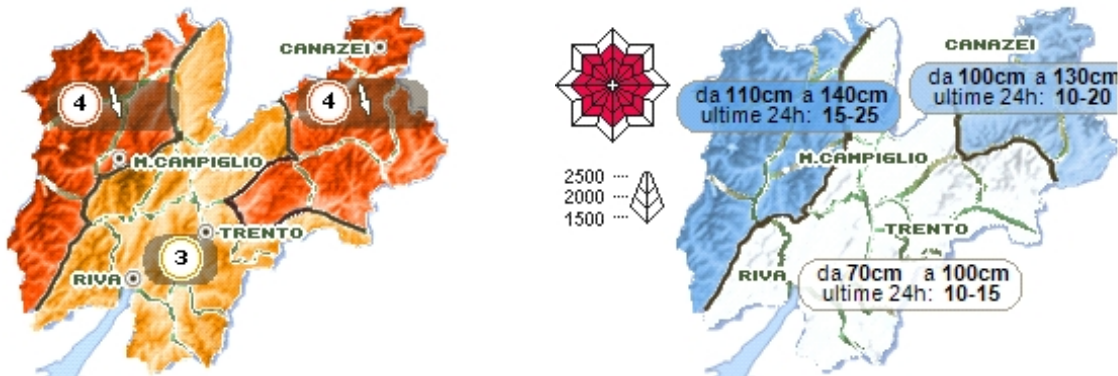 CANAZEI
4
4
M.CAMPIGLIO
TRENTO
3
RIVA
CANAZEI
da 110cm a 140cm
ultime 24h: 15-25
da 100cm a 130cm
ultime 24h: 10-20
M.CAMPIGLIO
2500
2000
1500
TRENTO
RIVA
da 70cm a 100cm
ultime 24h: 10-15